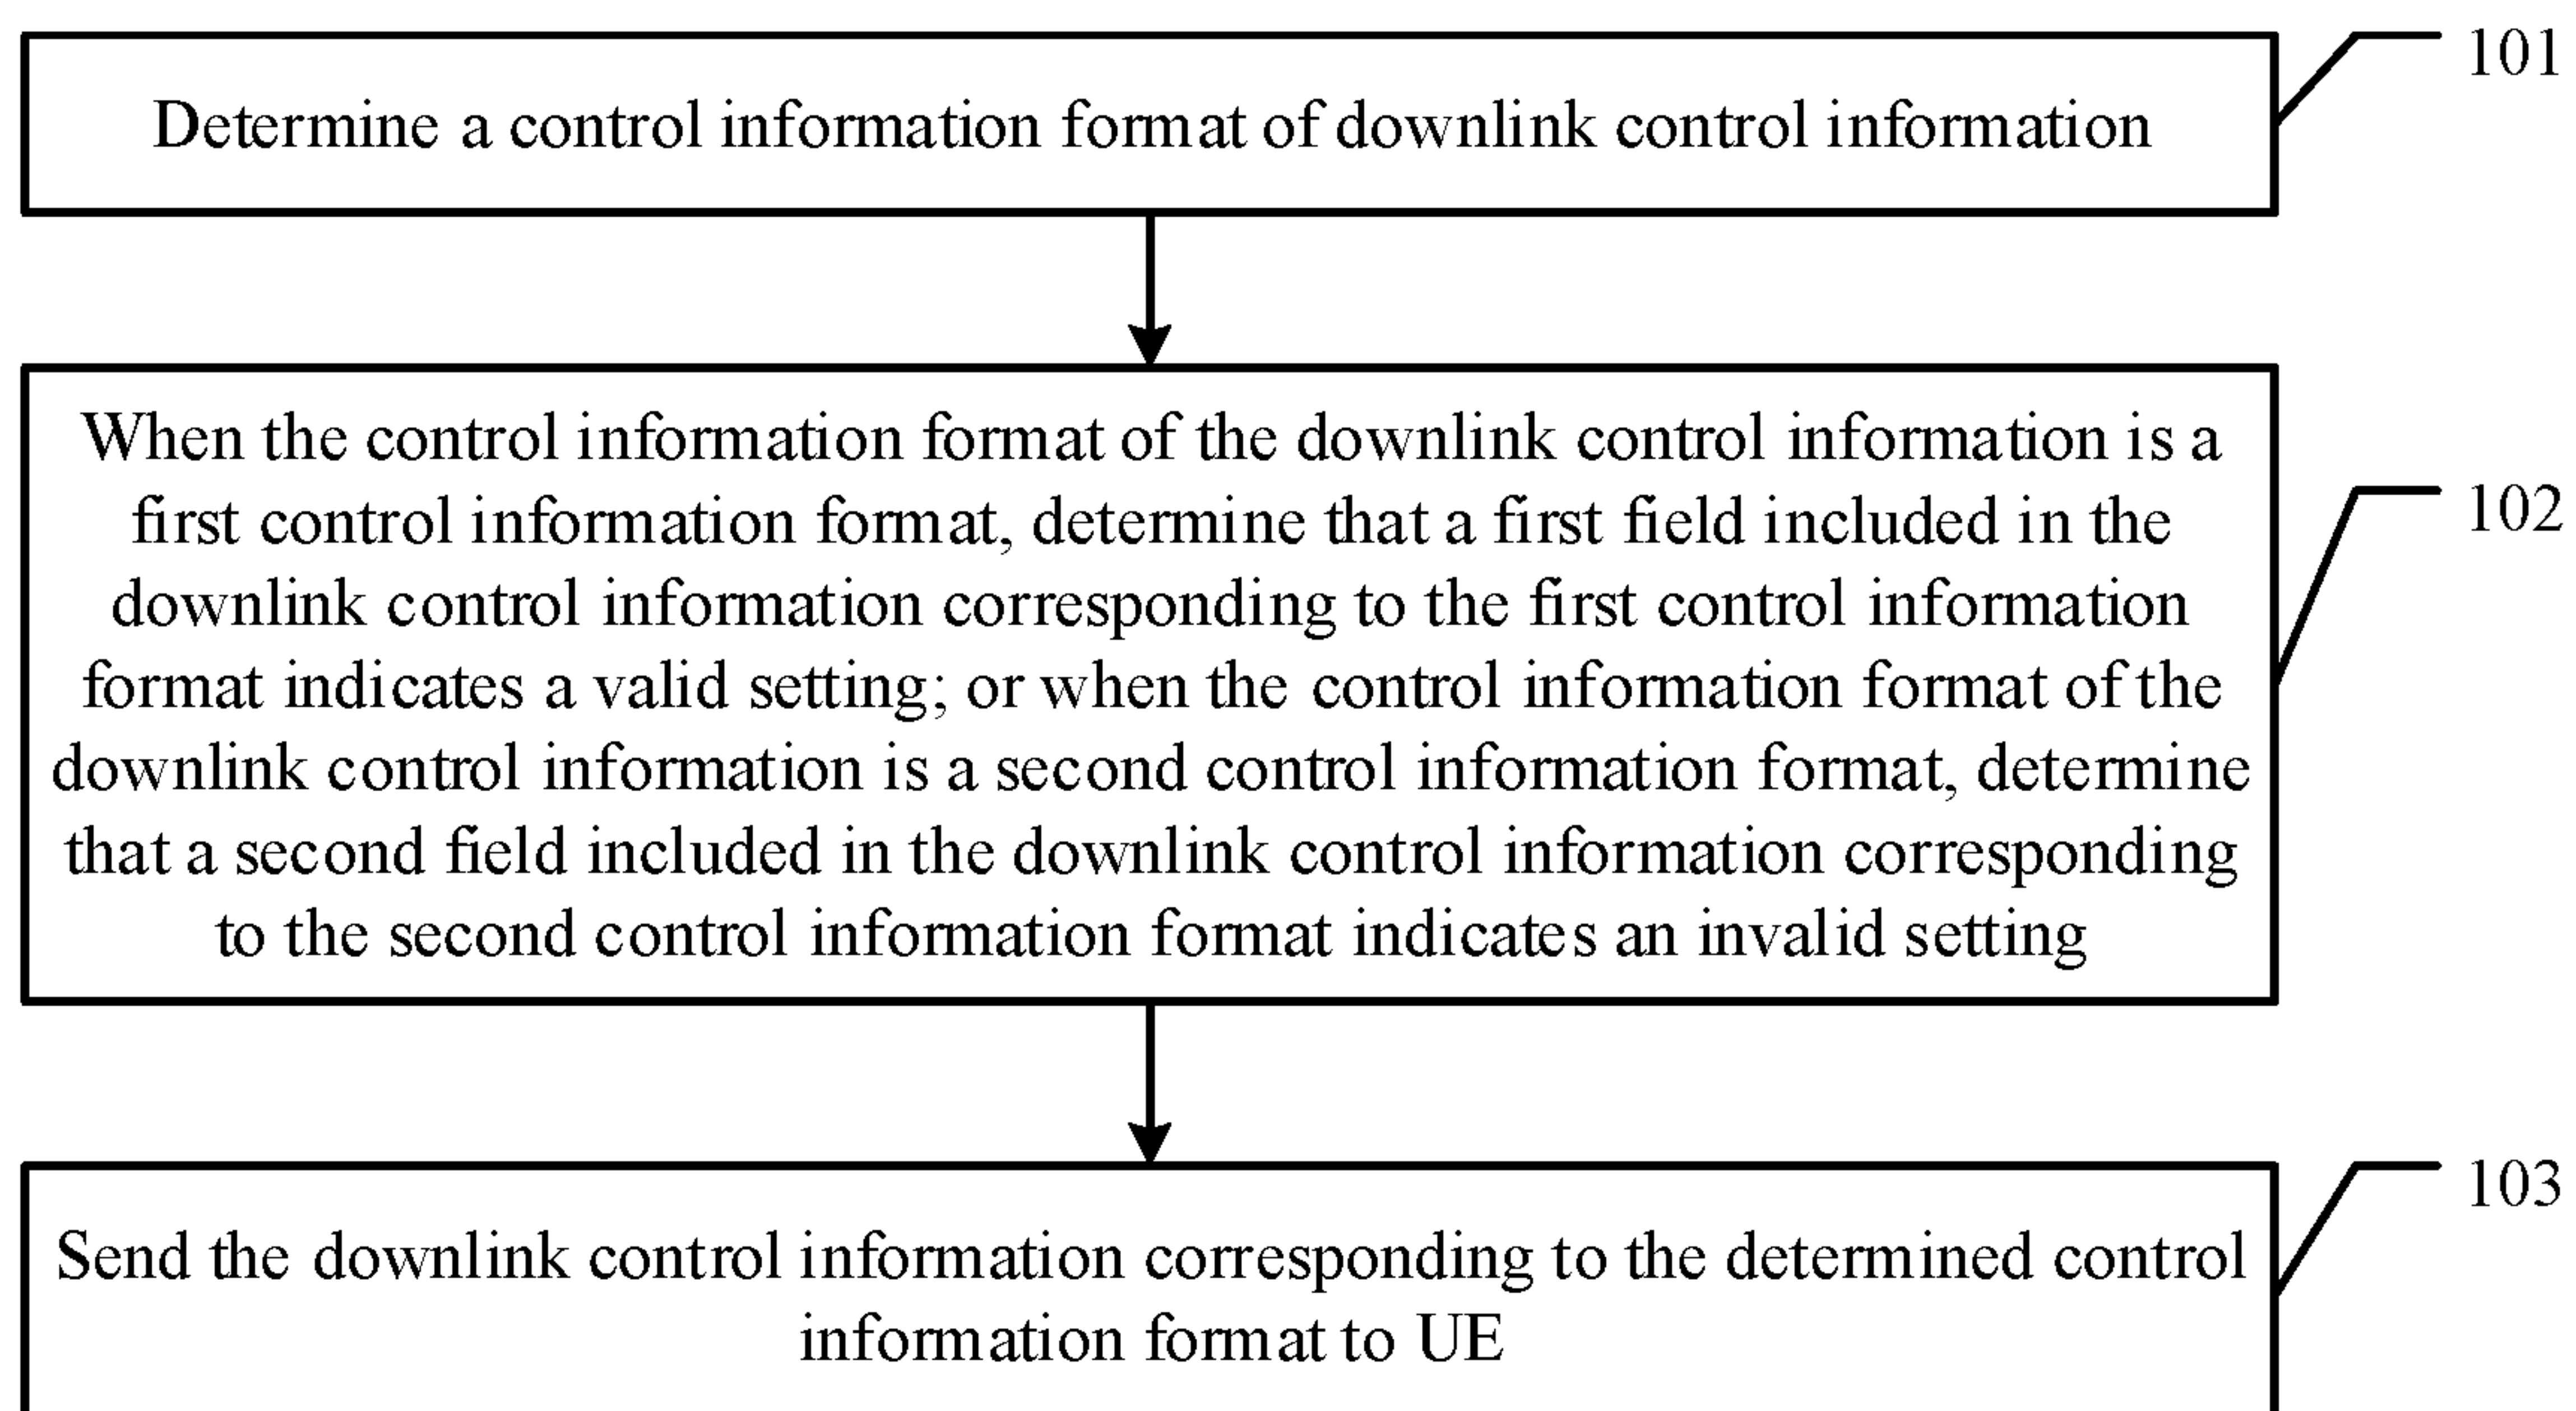 101
Determine a control information format of downlink control information
When the control information format of the downlink control information is a
first control information format, determine that a first field included in the
102
downlink control information corresponding to the first control information
format indicates a valid setting; or when the control information format of the
downlink control information is a second control information format, determine
that a second field included in the downlink control information corresponding
to the second control information format indicates an invalid setting
103
Send the downlink control information corresponding to the determined control
information format to UE